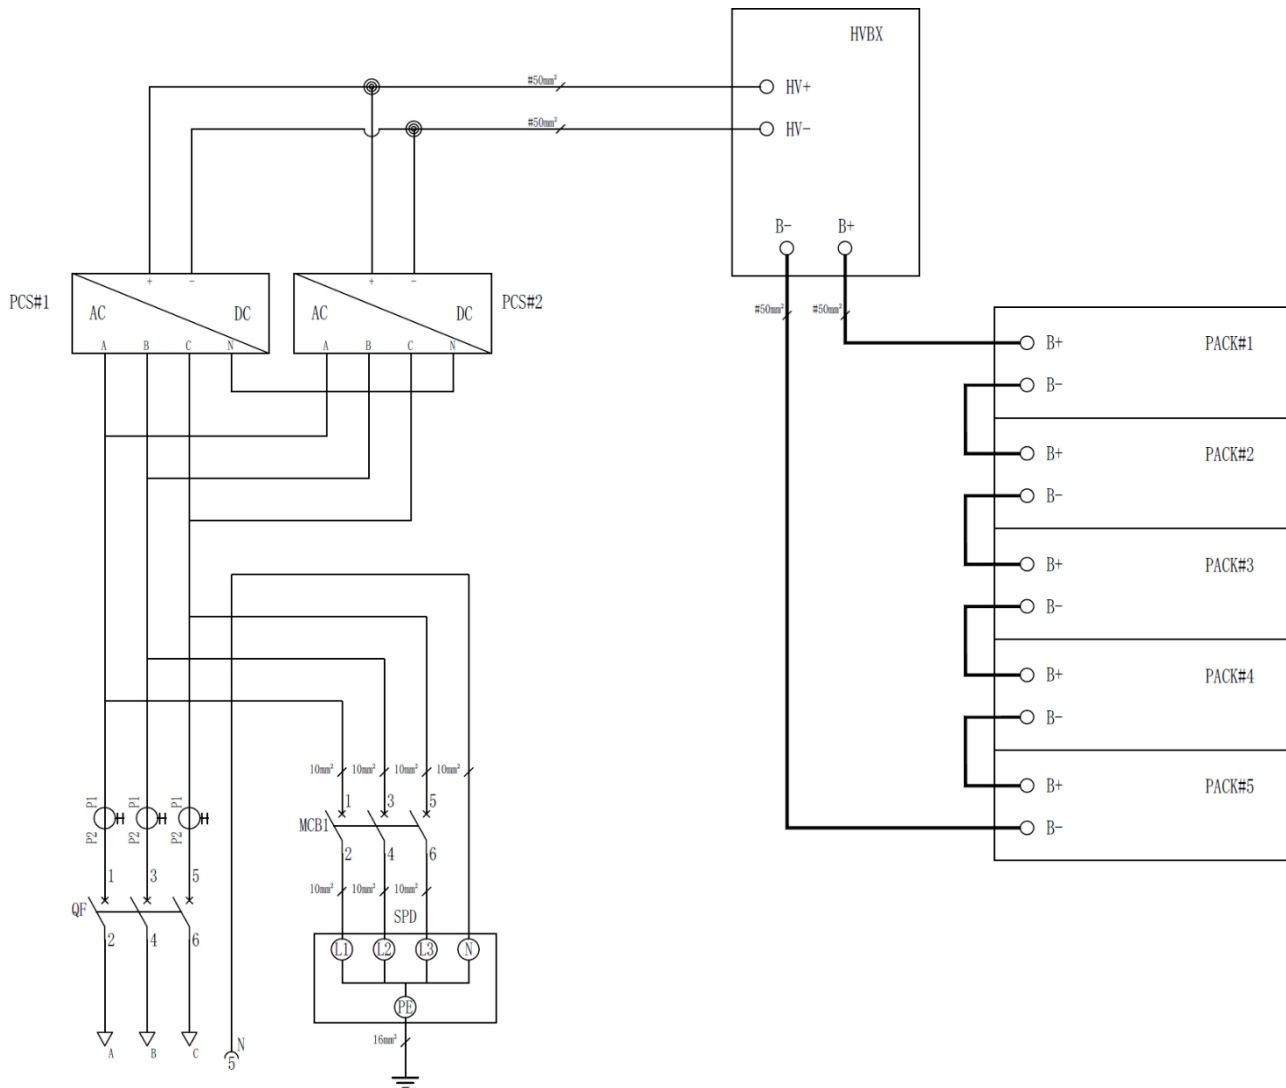 HVBX
#50mm²
HV+
#50mm²
HV-
B-
B+
PCS#1
+
-
AC
DC
A
B
C
N
PCS#2
+
-
AC
DC
A
B
C
N
#50mm²
#50mm²
B+
PACK#1
B-
B+
PACK#2
B-
B+
PACK#3
B-
B+
PACK#4
B-
B+
PACK#5
B-
10mm²
10mm²
10mm²
10mm²
P1
P1
P1
P2
P2
P2
MCB1
1
3
5
2
4
6
10mm²
10mm²
10mm²
QF
1
3
5
2
4
6
SPD
L1
L2
L3
N
PE
16mm²
A
B
C
N
5